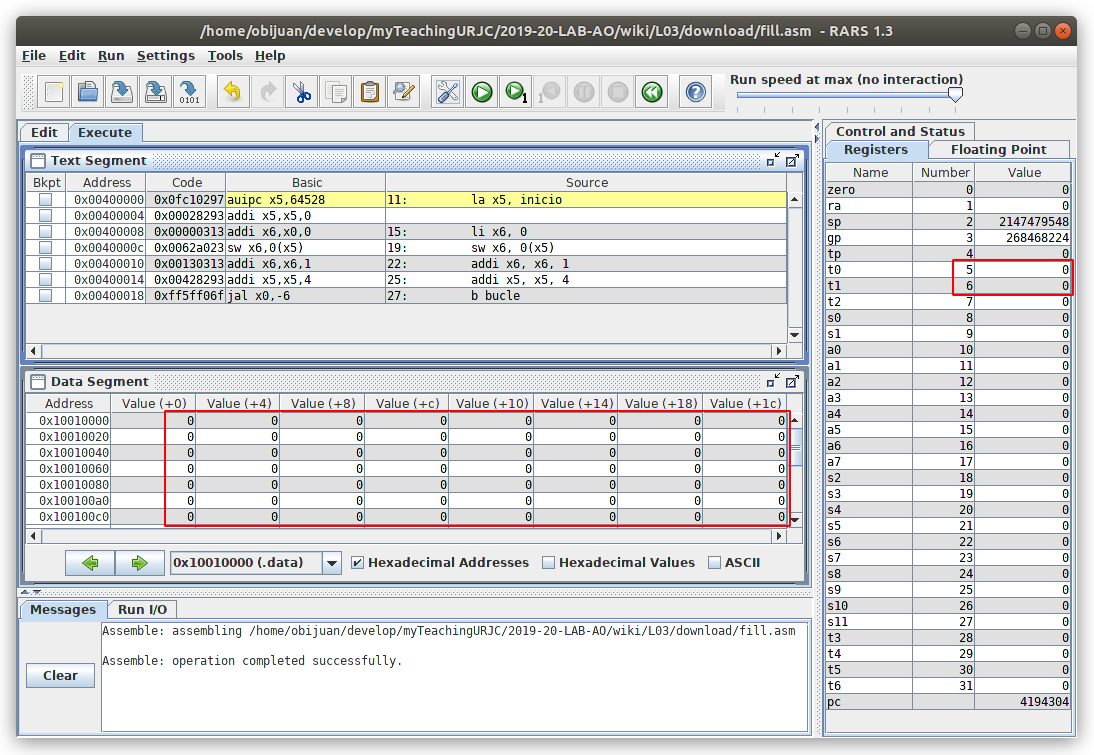 /home/obijuan/develop/myTeachingURJC/2019-20-LAB-AO/wiki/L03/download/fill.asm - RARS 1.3
File Edit Run Settings Tools Help
0101 1 1
Run speed at max (no interaction)
Edit Execute
Text Segment
Bkpt Address Code Basic Source
0x00400000 0x0fc10297 auipc x5,64528 11: la x5, inicio
0x00400004 0x00028293 addi x5,x5,0
0x00400008 0x00000313 addi x6,x0,0 15: li x6, 0
0x0040000c 0x0062a023 sw x6,0(x5) 19: sw x6, 0(x5)
0x00400010 0x00130313 addi x6,x6,1 22: addi x6, x6, 1
0x00400014 0x00428293 addi x5,x5,4 25: addi x5, x5, 4
0x00400018 0xff5ff06f jal x0,-6 27: b bucle
Data Segment
Address Value (+0) Value (+4) Value (+8) Value (+c) Value (+10) Value (+14) Value (+18) Value (+1c)
0x10010000 0 0 0 0 0 0 0 0
0x10010020 0 0 0 0 0 0 0 0
0x10010040 0 0 0 0 0 0 0 0
0x10010060 0 0 0 0 0 0 0 0
0x10010080 0 0 0 0 0 0 0 0
0x100100a0 0 0 0 0 0 0 0 0
0x100100c0 0 0 0 0 0 0 0 0
0x10010000 (.data) Hexadecimal Addresses Hexadecimal Values ASCII
Messages Run I/O
Assemble: assembling /home/obijuan/develop/myTeachingURJC/2019-20-LAB-AO/wiki/L03/download/fill.asm
Assemble: operation completed successfully.
Clear
Control and Status
Registers Floating Point
Name Number Value
zero 0 0
ra 1 0
sp 2 2147479548
gp 3 268468224
tp 4 0
t0 5 0
t1 6 0
t2 7 0
s0 8 0
s1 9 0
a0 10 0
a1 11 0
a2 12 0
a3 13 0
a4 14 0
a5 15 0
a6 16 0
a7 17 0
s2 18 0
s3 19 0
s4 20 0
s5 21 0
s6 22 0
s7 23 0
s8 24 0
s9 25 0
s10 26 0
s11 27 0
t3 28 0
t4 29 0
t5 30 0
t6 31 0
pc 4194304